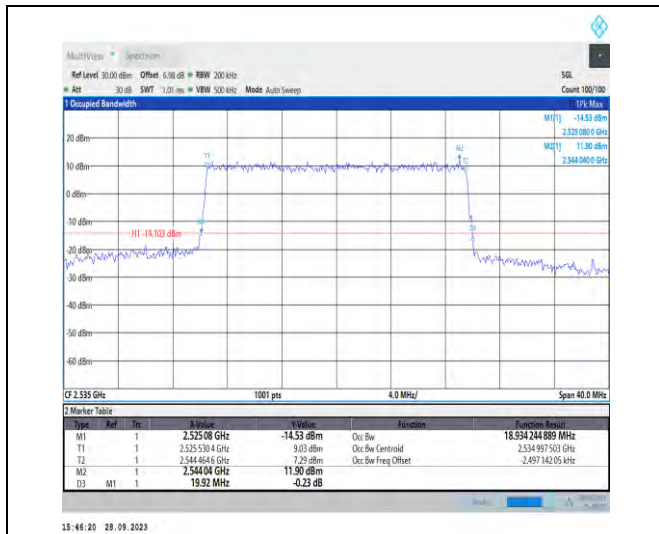 MultiView Spectrum
Ref Level 30.00 dBm Offset 6.98 dB RBW 200 kHz SGL
Att 30 dB SWT 1.01 ms VBW 500 kHz Mode Auto Sweep Count 100/100
1 Occupied Bandwidth 1Pk Max
M1[1] -14.53 dBm
2.525 080 0 GHz
M2[1] 11.90 dBm
2.544 040 0 GHz
M2
T1
T2
20 dBm
10 dBm
0 dBm
-10 dBm
H1 -14.103 dBm
-20 dBm
-30 dBm
-40 dBm
-50 dBm
-60 dBm
CF 2.535 GHz 1001 pts 4.0 MHz/ Span 40.0 MHz
2 Marker Table
Type Ref Trc X-Value Y-Value Function Function Result
M1 1 2.52508 GHz -14.53 dBm Occ Bw 18.934 244 889 MHz
T1 1 2.525 530 4 GHz 9.03 dBm Occ Bw Centroid 2.534 997 503 GHz
T2 1 2.544 464 6 GHz 7.29 dBm Occ Bw Freq Offset -2.497 142 05 kHz
M2 1 2.54404 GHz 11.90 dBm
D3 M1 1 19.92 MHz -0.23 dB
15:46:20 28.09.2023